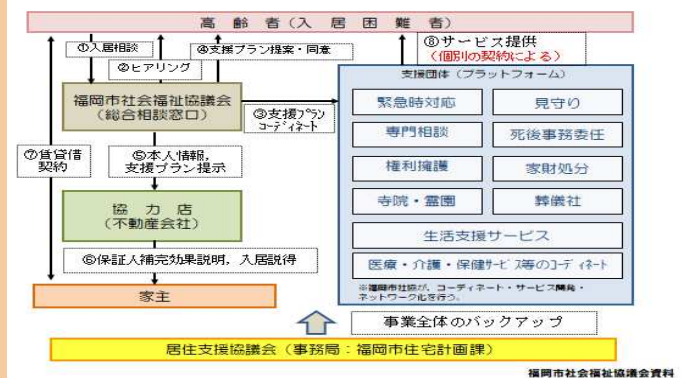 高齢者(入居困難者)
①入居相談
②ヒアリング
④支援プラン提案・同意
⑧サービス提供
(個別の契約による)
福岡市社会福祉協議会
(総合相談窓口)
③支援プラン
コーディネート
⑦賃貸借
契約
⑤本人情報,
支援プラン提示
協力店
(不動産会社)
⑥保証人補完効果説明,入居説得
家主
支援団体(プラットフォーム)
緊急時対応
見守り
専門相談
死後事務委任
権利擁護
家財処分
寺院・霊園
葬儀社
生活支援サービス
医療・介護・保健サービス等のコーディネート
※福岡市社協が、コーディネート・サービス開発・
ネットワーク化を行う。
事業全体のバックアップ
居住支援協議会(事務局:福岡市住宅計画課)
福岡市社会福祉協議会資料